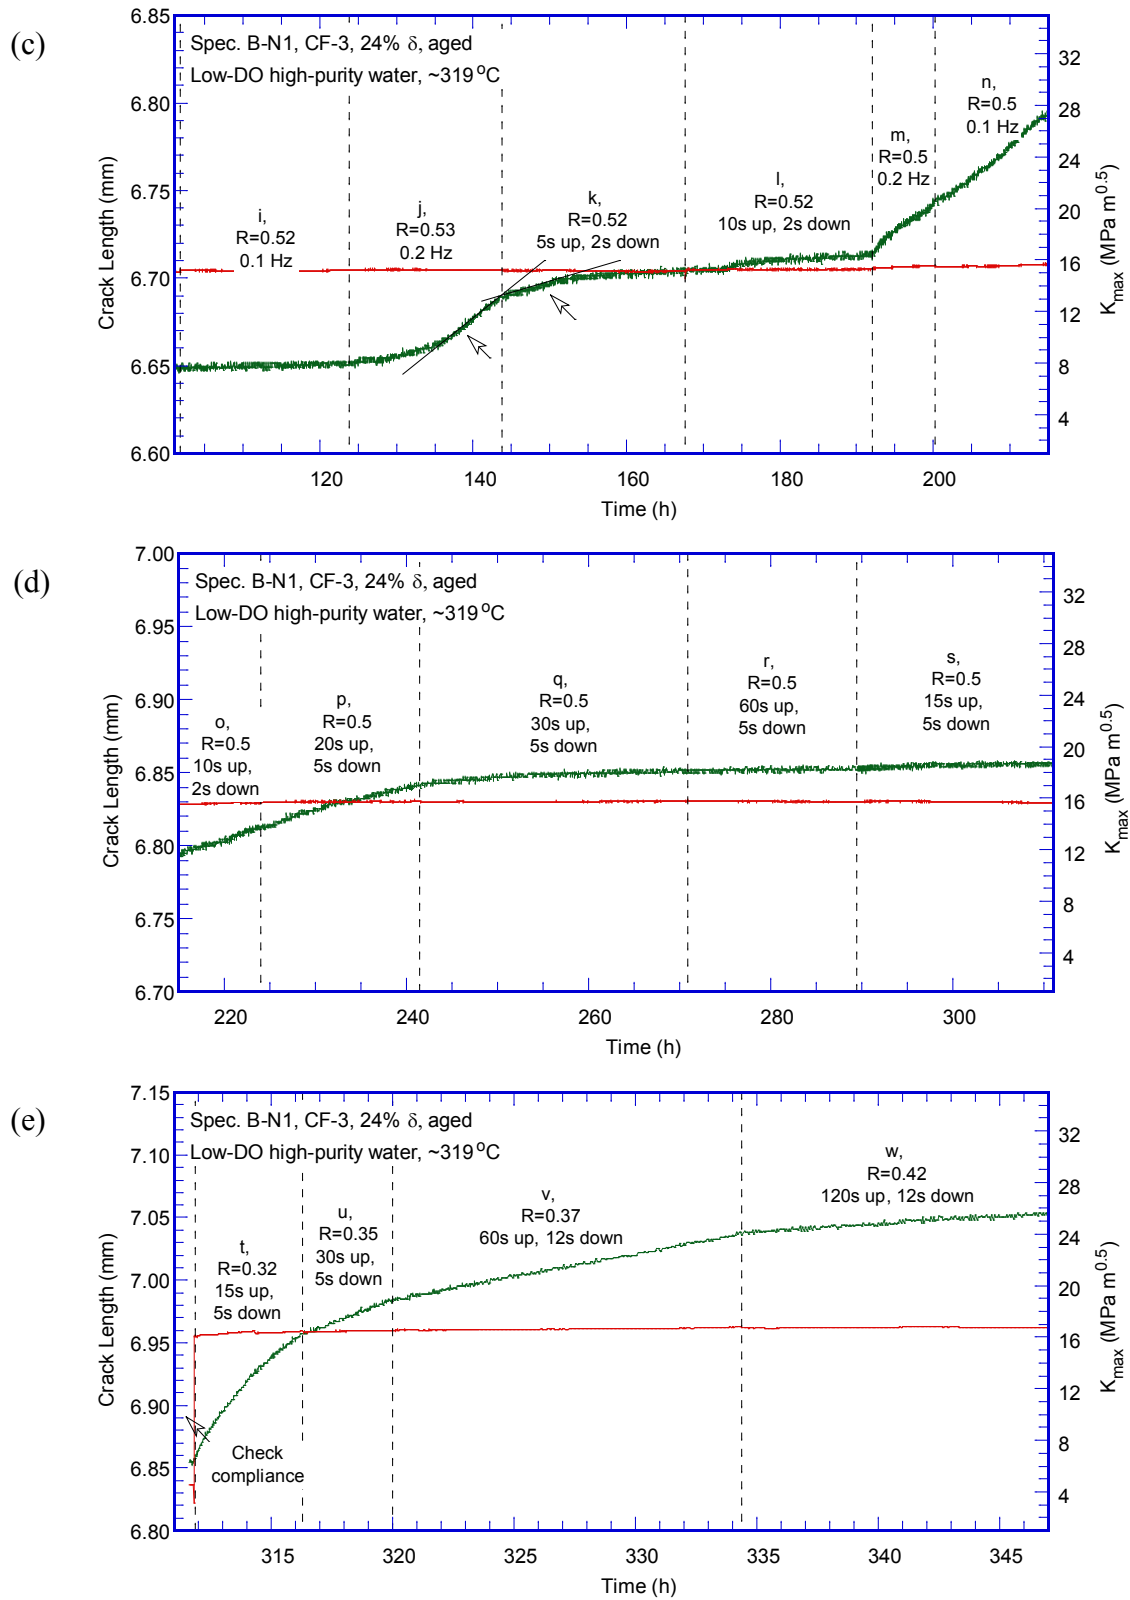 (c)
Spec. B-N1, CF-3, 24% δ, aged
Low-DO high-purity water, ~319 °C
6.80
6.75
6.70
6.65
6.60
Crack Length (mm)
i,
R=0.52
0.1 Hz
j,
R=0.53
0.2 Hz
k,
R=0.52
5s up, 2s down
l,
R=0.52
10s up, 2s down
m,
R=0.5
0.2 Hz
n,
R=0.5
0.1 Hz
32
28
24
20
16
12
8
4
Kmax (MPa m0.5)
120 140 160 180 200
Time (h)
(d)
Spec. B-N1, CF-3, 24% δ, aged
Low-DO high-purity water, ~319 °C
7.00
6.95
6.90
6.85
6.80
6.75
6.70
Crack Length (mm)
o,
R=0.5
10s up,
2s down
p,
R=0.5
20s up,
5s down
q,
R=0.5
30s up,
5s down
r,
R=0.5
60s up,
5s down
s,
R=0.5
15s up,
5s down
32
28
24
20
16
12
8
4
Kmax (MPa m0.5)
220 240 260 280 300
Time (h)
(e)
Spec. B-N1, CF-3, 24% δ, aged
Low-DO high-purity water, ~319 °C
7.15
7.10
7.05
7.00
6.95
6.90
6.85
6.80
Crack Length (mm)
t,
R=0.32
15s up,
5s down
u,
R=0.35
30s up,
5s down
v,
R=0.37
60s up, 12s down
w,
R=0.42
120s up, 12s down
Check
compliance
32
28
24
20
16
12
8
4
Kmax (MPa m0.5)
315 320 325 330 335 340 345
Time (h)